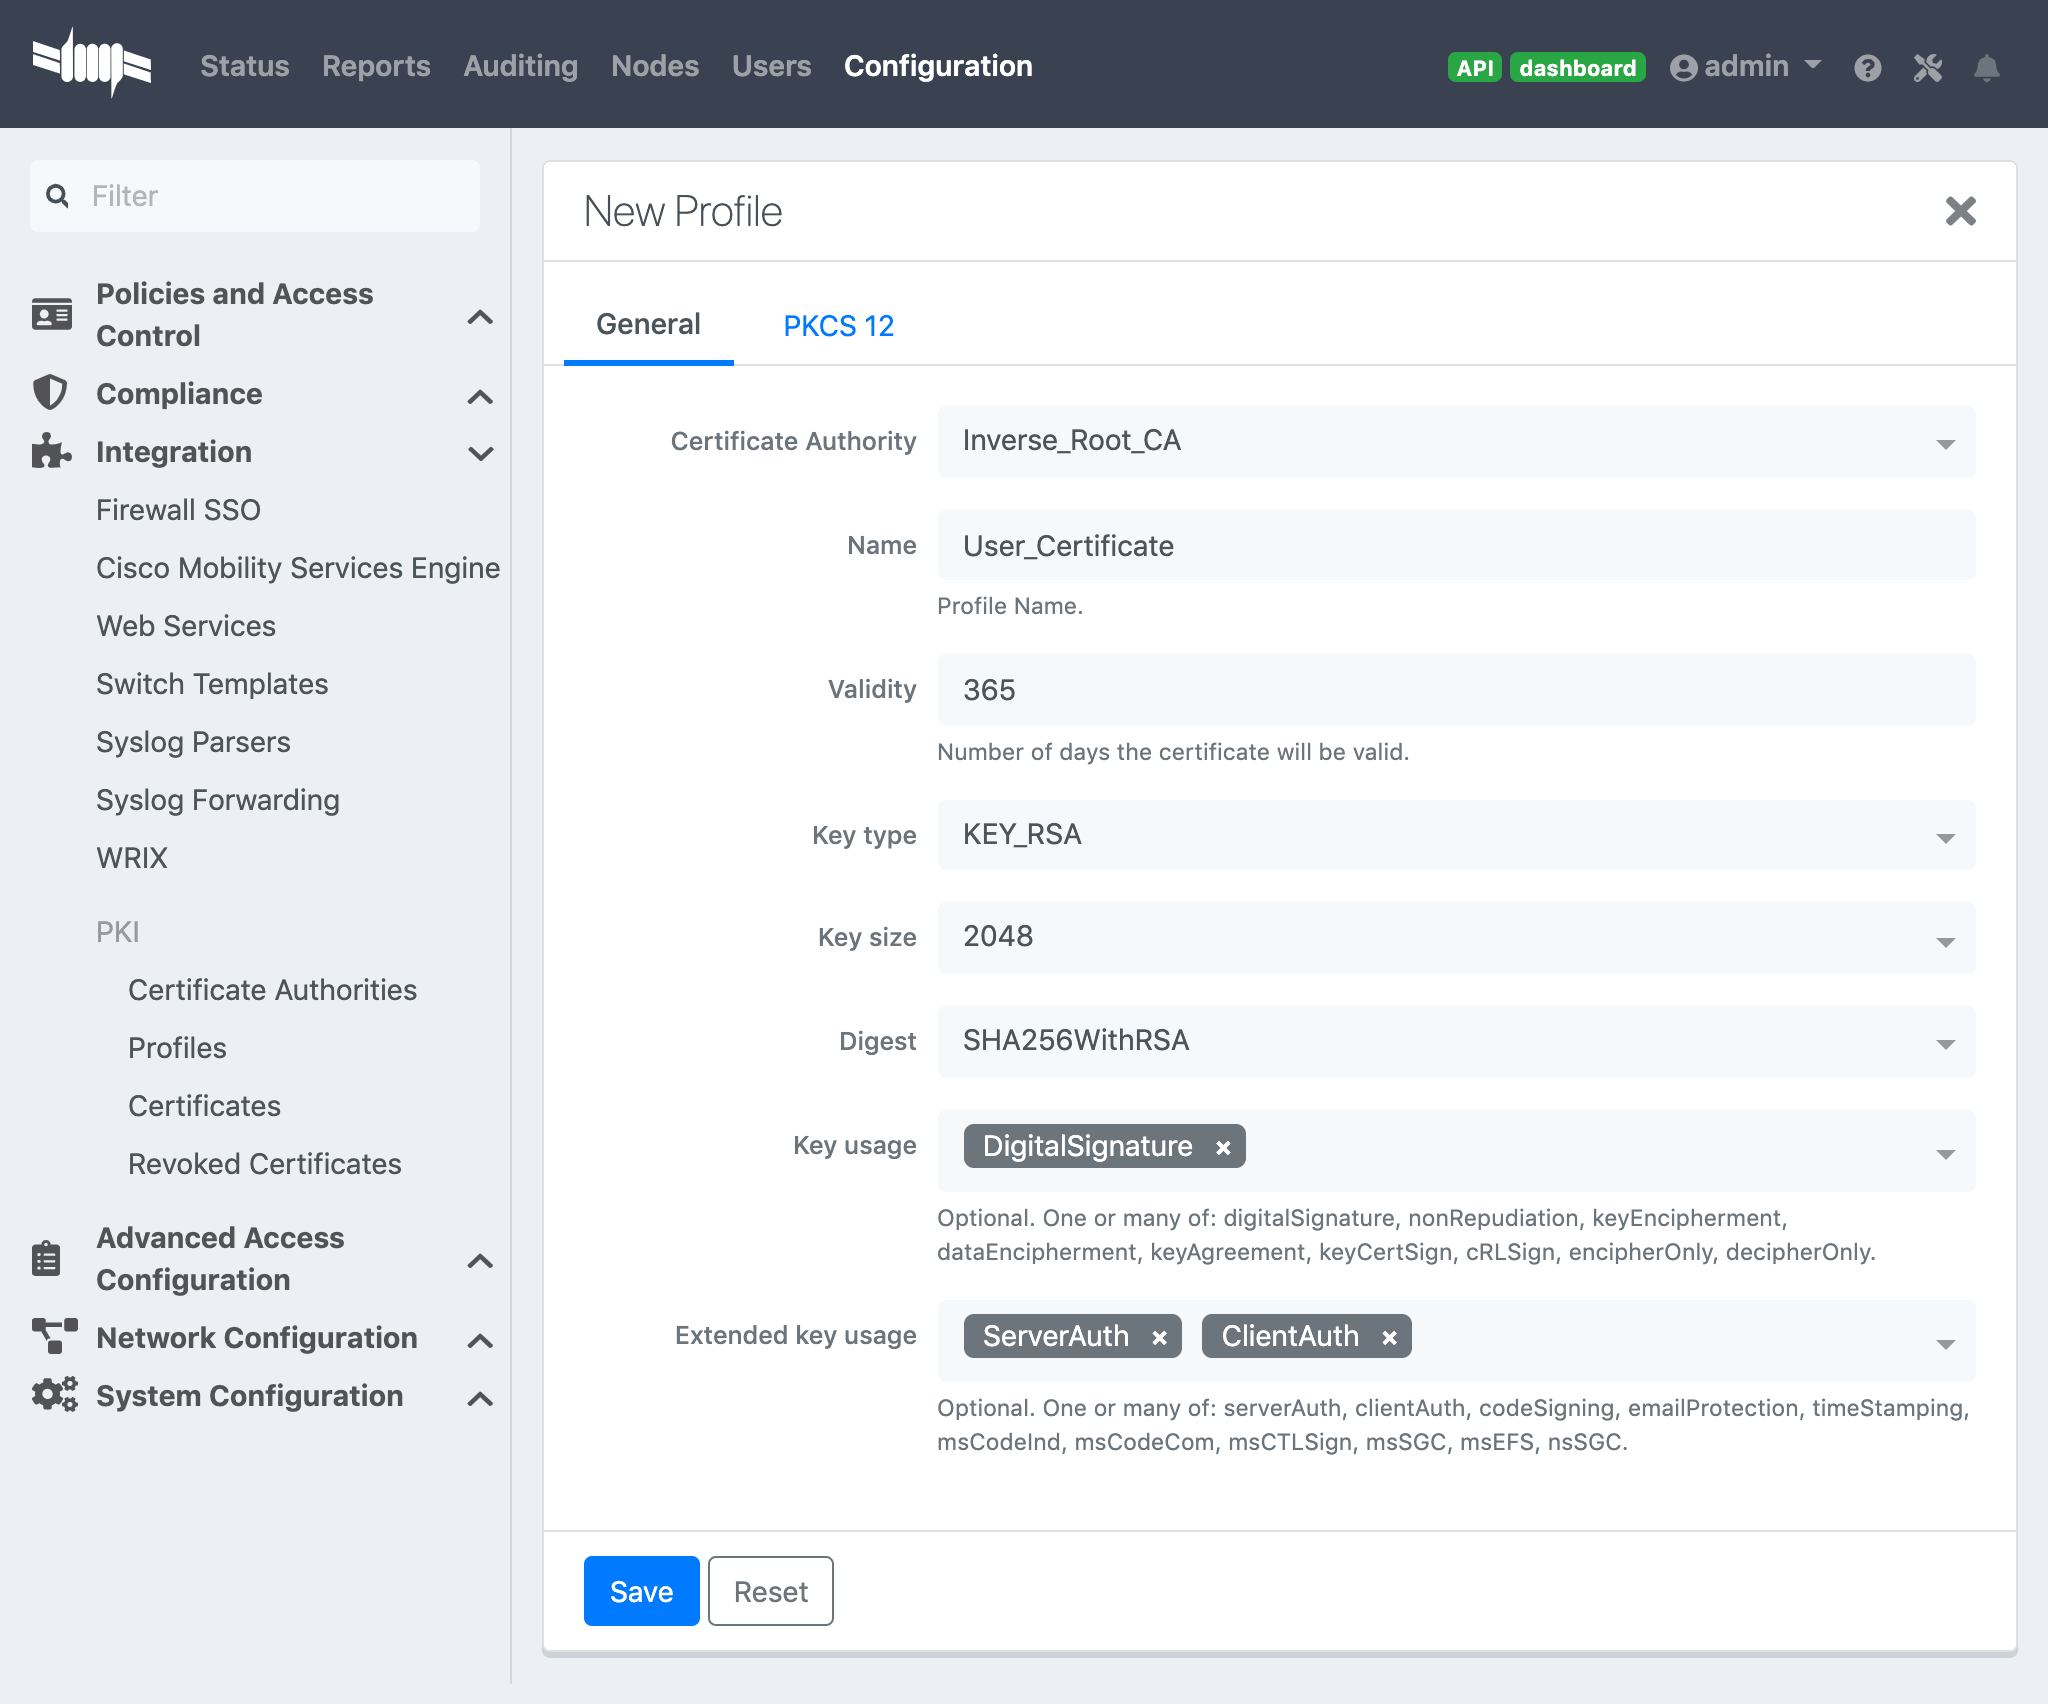 Status Reports Auditing Nodes Users Configuration API dashboard admin
Filter
Policies and Access
Control
Compliance
Integration
Firewall SSO
Cisco Mobility Services Engine
Web Services
Switch Templates
Syslog Parsers
Syslog Forwarding
WRIX
PKI
Certificate Authorities
Profiles
Certificates
Revoked Certificates
Advanced Access
Configuration
Network Configuration
System Configuration
New Profile
General PKCS 12
Certificate Authority Inverse_Root_CA
Name User_Certificate
Profile Name.
Validity 365
Number of days the certificate will be valid.
Key type KEY_RSA
Key size 2048
Digest SHA256WithRSA
Key usage DigitalSignature ×
Optional. One or many of: digitalSignature, nonRepudiation, keyEncipherment,
dataEncipherment, keyAgreement, keyCertSign, cRLSign, encipherOnly, decipherOnly.
Extended key usage ServerAuth × ClientAuth ×
Optional. One or many of: serverAuth, clientAuth, codeSigning, emailProtection, timeStamping,
msCodeInd, msCodeCom, msCTLSign, msSGC, msEFS, nsSGC.
Save Reset